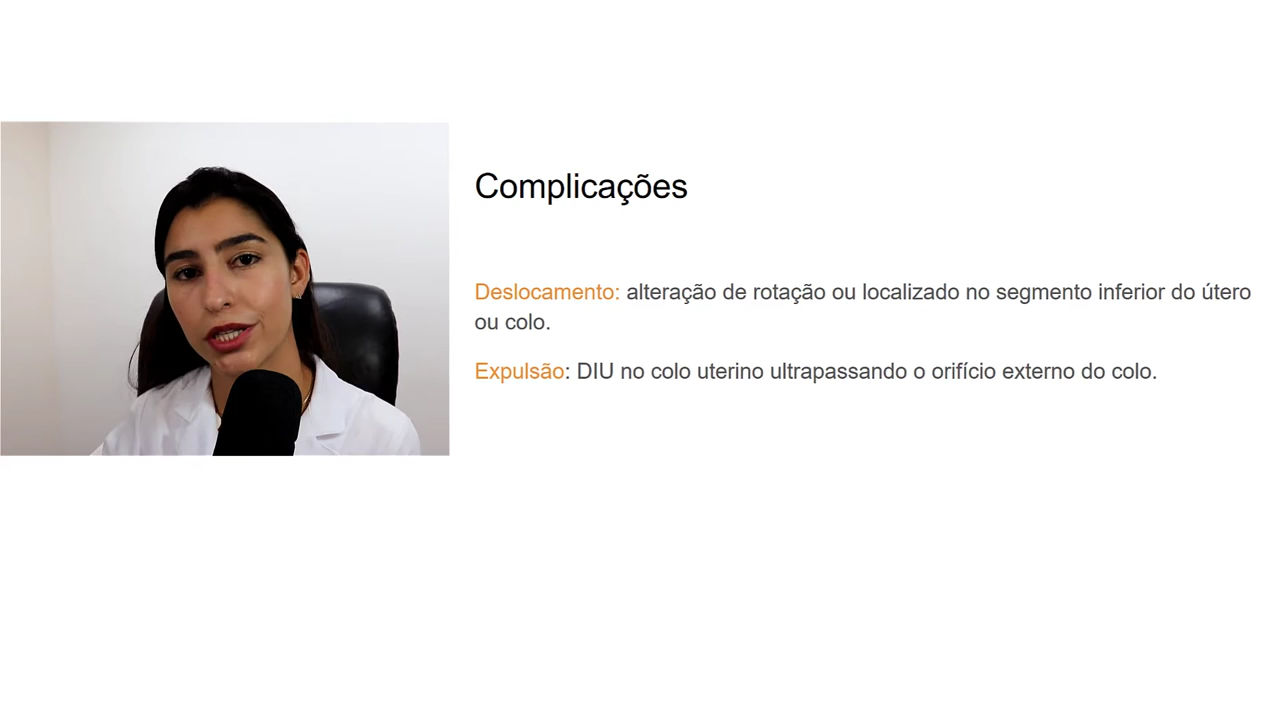 Complicações
Deslocamento: alteração de rotação ou localizado no segmento inferior do útero
ou colo.
Expulsão: DIU no colo uterino ultrapassando o orifício externo do colo.